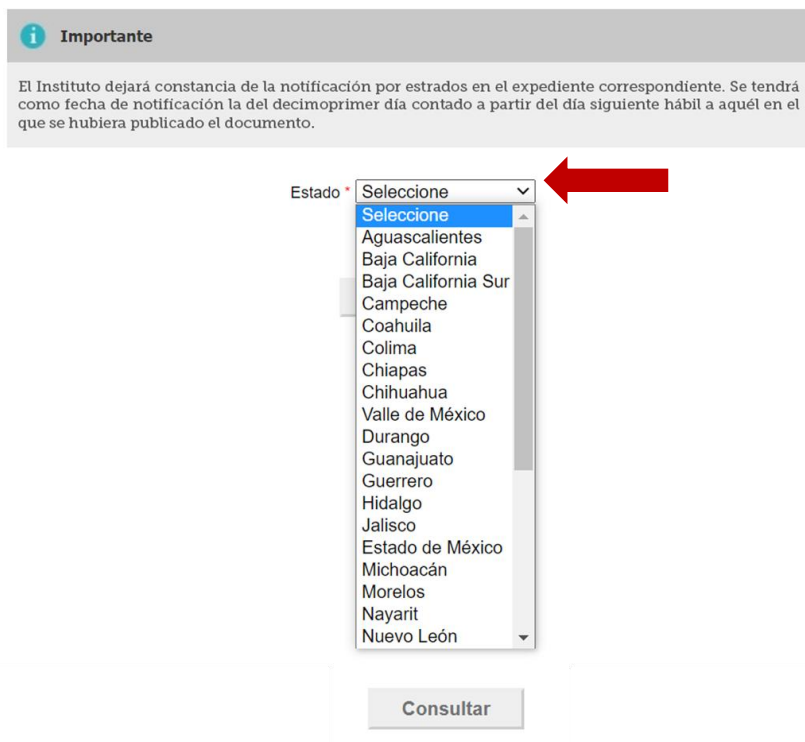 Importante
El Instituto dejará constancia de la notificación por estrados en el expediente correspondiente. Se tendrá
como fecha de notificación la del decimoprimer día contado a partir del día siguiente hábil a aquél en el
que se hubiera publicado el documento.
Estado * Seleccione
Seleccione
Aguascalientes
Baja California
Baja California Sur
Campeche
Coahuila
Colima
Chiapas
Chihuahua
Valle de México
Durango
Guanajuato
Guerrero
Hidalgo
Jalisco
Estado de México
Michoacán
Morelos
Nayarit
Nuevo León
Consultar